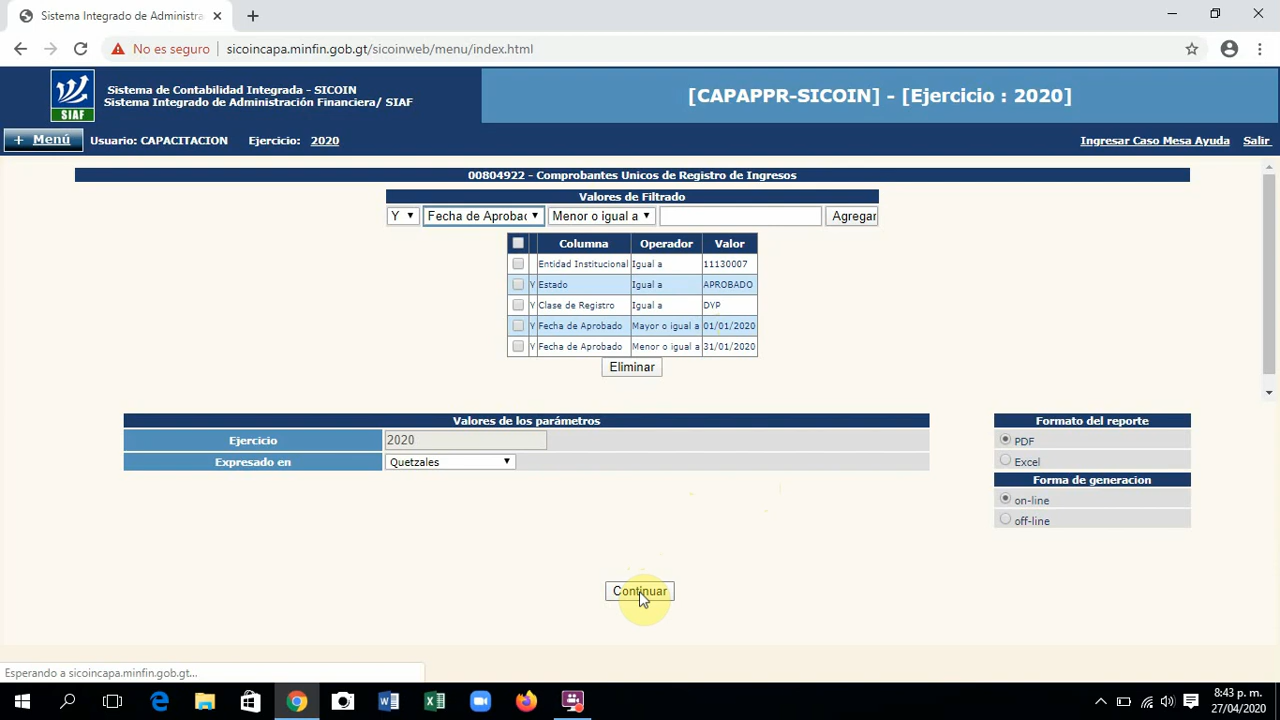 Sistema Integrado de Administra
No es seguro sicoincapa.minfin.gob.gt/sicoinweb/menu/index.html
SIAF
Sistema de Contabilidad Integrada - SICOIN
Sistema Integrado de Administración Financiera/ SIAF
[CAPAPPR-SICOIN] - [Ejercicio : 2020]
+ Menú Usuario: CAPACITACION Ejercicio: 2020 Ingresar Caso Mesa Ayuda Salir
00804922 - Comprobantes Unicos de Registro de Ingresos
Valores de Filtrado
Y Fecha de Aprobac Menor o igual a Agregar
Columna Operador Valor
Entidad Institucional Igual a 11130007
Y Estado Igual a APROBADO
Y Clase de Registro Igual a DYP
Y Fecha de Aprobado Mayor o igual a 01/01/2020
Y Fecha de Aprobado Menor o igual a 31/01/2020
Eliminar
Valores de los parámetros
Ejercicio 2020
Expresado en Quetzales
Formato del reporte
PDF
Excel
Forma de generacion
on-line
off-line
Continuar
Esperando a sicoincapa.minfin.gob.gt...
8:43 p. m.
27/04/2020